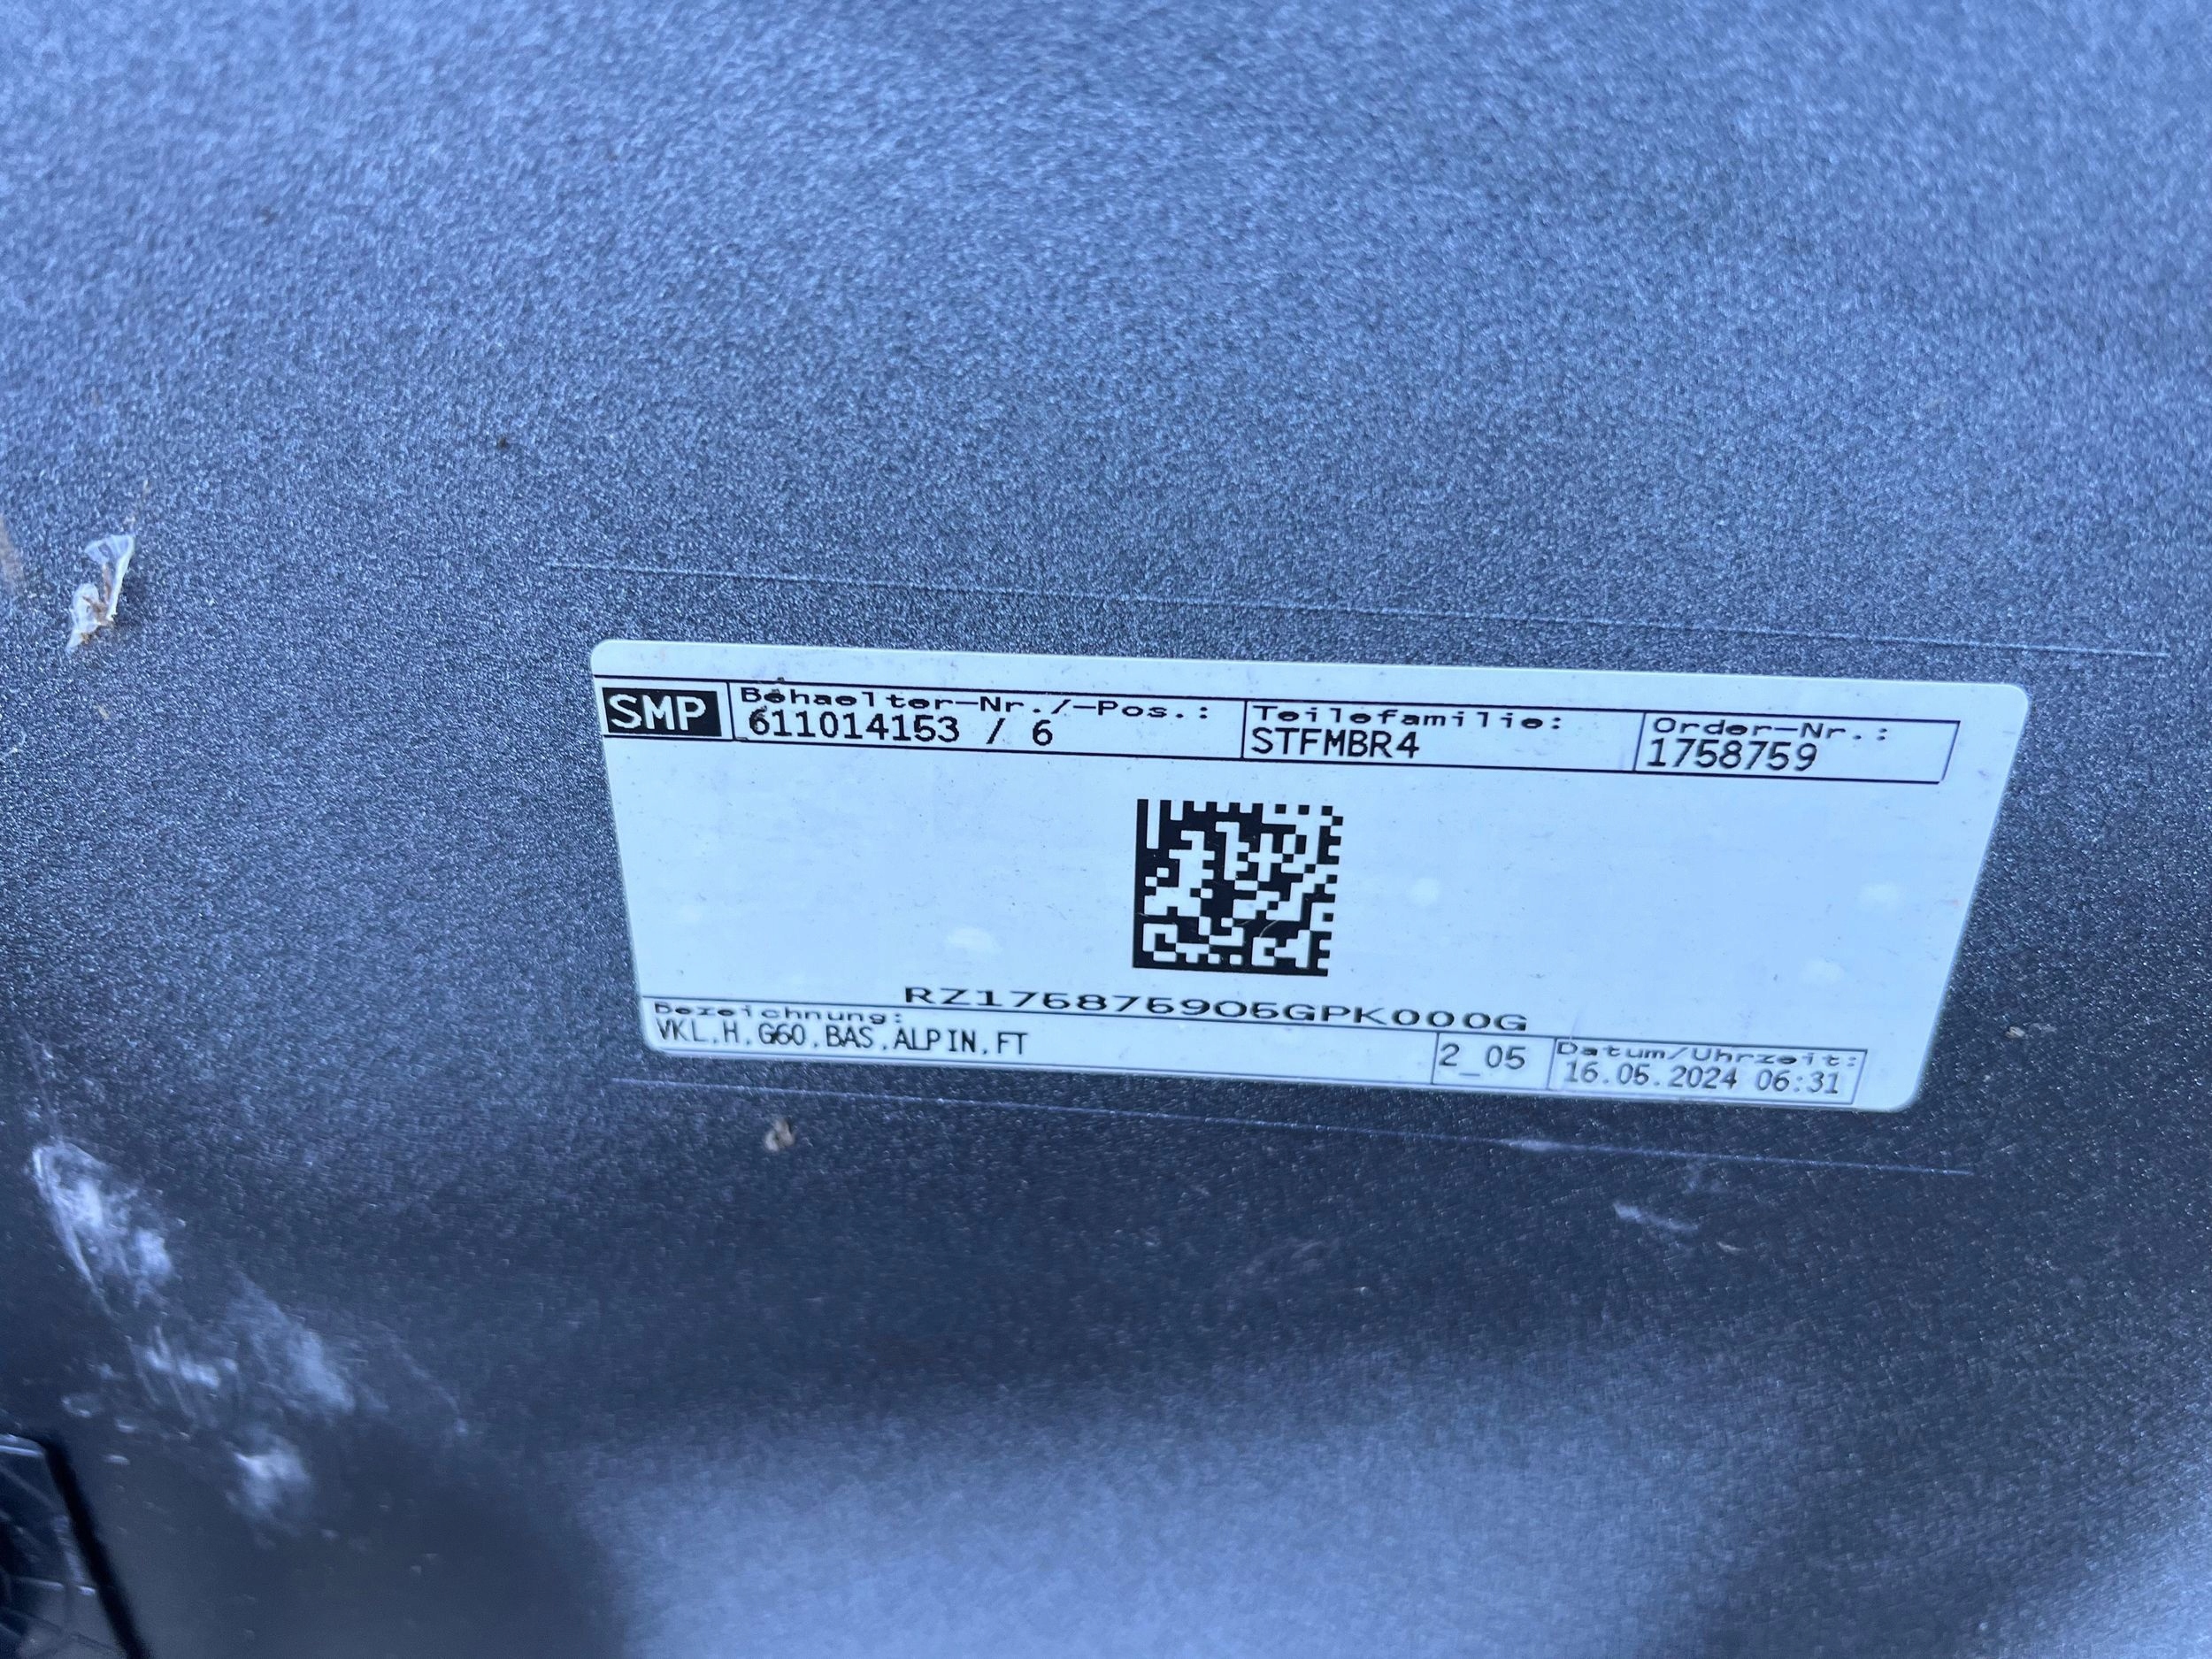 SMP
Behaelter-Nr./-Pos.:
611014153 / 6
Teilefamilie:
STFMBR4
Order-Nr.:
1758759
RZ175875905GPK000G
Bezeichnung:
VKL,H,G60,BAS,ALPIN,FT
2_05
Datum/Uhrzeit:
16.05.2024 06:31